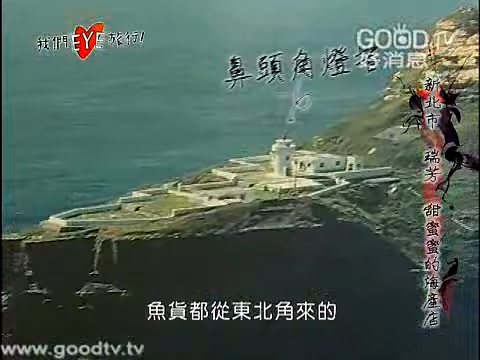 我們EYE旅行!
GOOD TV
好消息
鼻頭角燈塔
新北市 瑞芳 甜蜜蜜的海產店
魚貨都從東北角來的
www.goodtv.tv